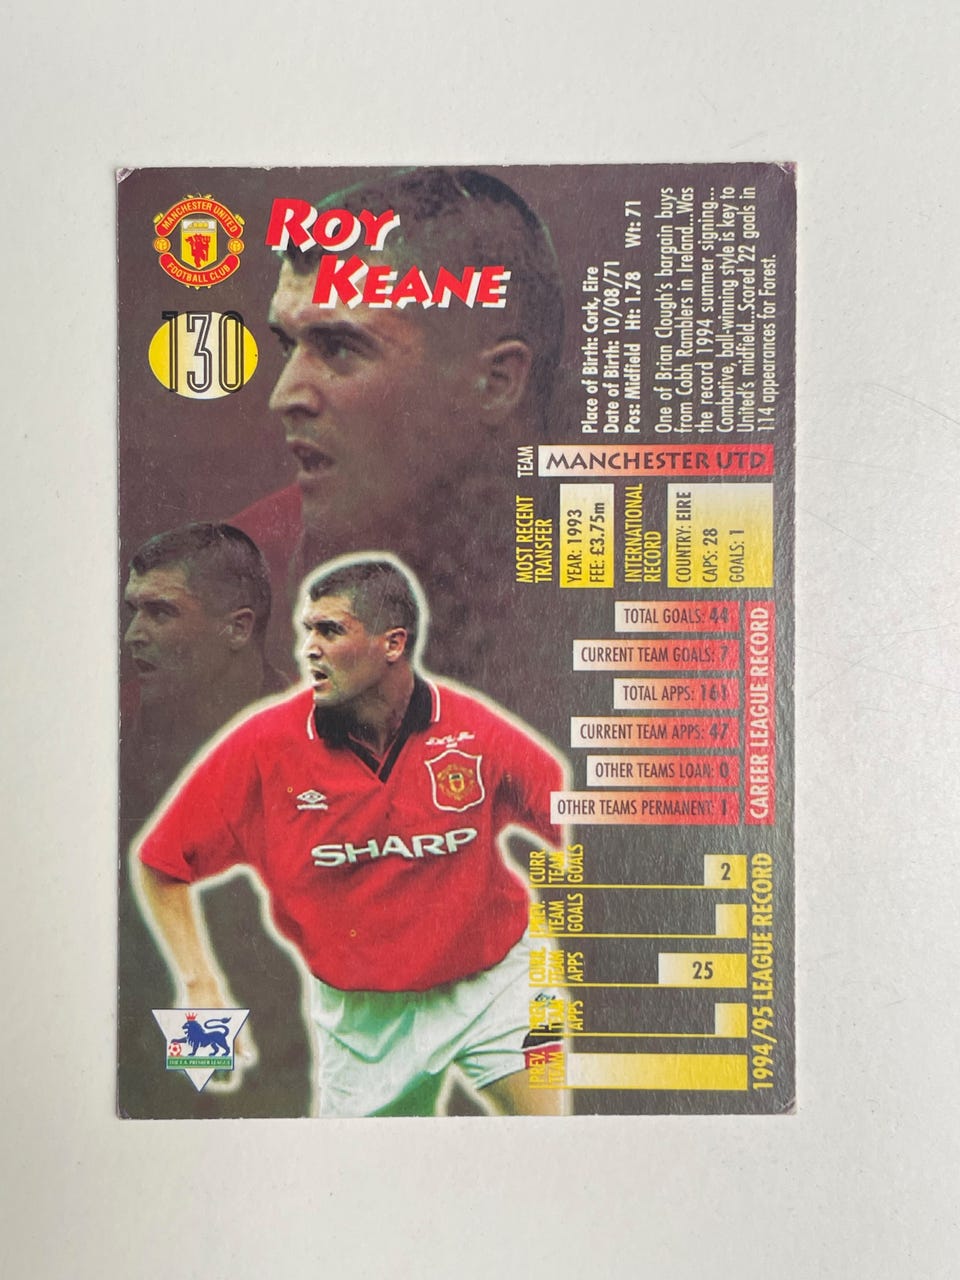 MANCHESTER UNITED
FOOTBALL CLUB
130
ROY
KEANE
Place of Birth: Cork, Eire
Date of Birth: 10/08/71
Pos: Midfield Ht: 1.78 Wt: 71
One of Brian Clough's bargain buys
from Cobh Ramblers in Ireland...Was
the record 1994 summer signing...
Combative, ball-winning style is key to
United's midfield...Scored 22 goals in
114 appearances for Forest.
TEAM
MANCHESTER UTD
MOST RECENT
TRANSFER
YEAR: 1993
FEE: £3.75m
INTERNATIONAL
RECORD
COUNTRY: EIRE
CAPS: 28
GOALS: 1
TOTAL GOALS: 44
CURRENT TEAM GOALS: 7
TOTAL APPS: 161
CURRENT TEAM APPS: 47
OTHER TEAMS LOAN: 0
OTHER TEAMS PERMANENT: 1
CAREER LEAGUE RECORD
CURR.
TEAM
GOALS
2
PREV.
TEAM
GOALS
CURR.
TEAM
APPS
25
PREV.
TEAM
APPS
PREV.
TEAM
1994/95 LEAGUE RECORD
SHARP
umbro
THE F.A. PREMIER LEAGUE